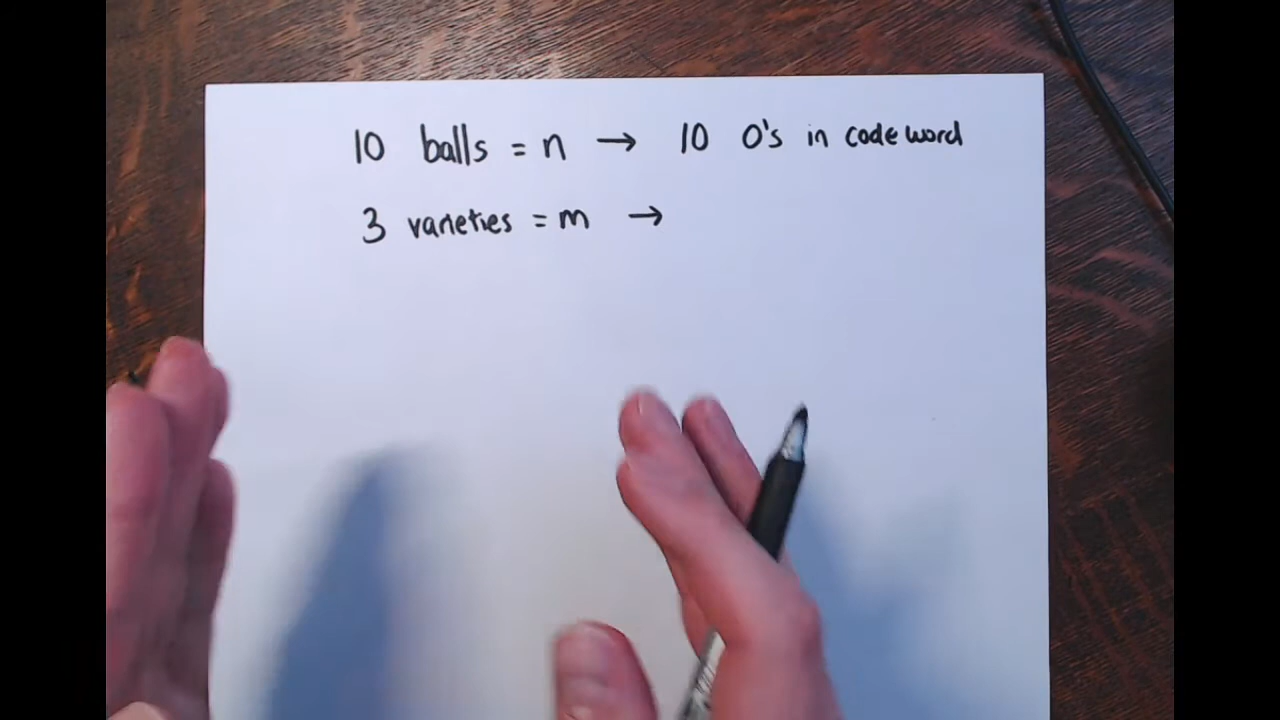 10 balls = n → 10 0's in code word
3 varieties = m →